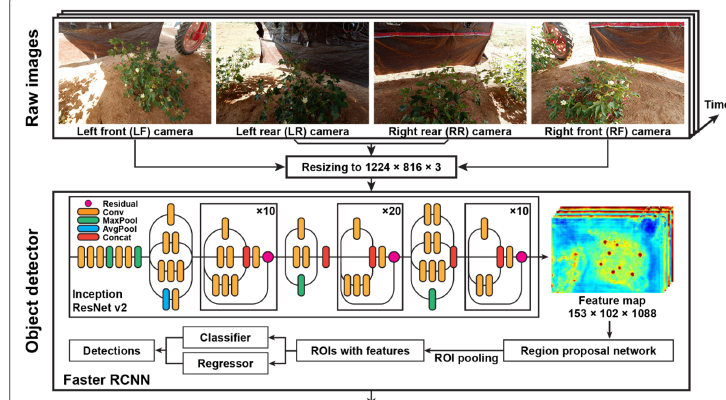 Raw images
Left front (LF) camera
Left rear (LR) camera
Right rear (RR) camera
Right front (RF) camera
Time
Resizing to 1224 × 816 × 3
Object detector
Residual
Conv
MaxPool
AvgPool
Concat
×10
×20
×10
Inception
ResNet v2
Feature map
153 × 102 × 1088
Detections
Classifier
Regressor
ROIs with features
ROI pooling
Region proposal network
Faster RCNN